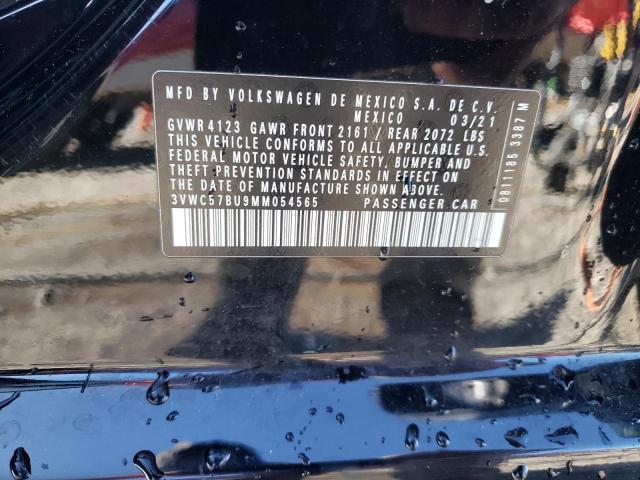 MFD BY VOLKSWAGEN DE MEXICO S.A. DE C.V.
MEXICO 03/21
GVWR 4123 GAWR FRONT 2161 / REAR 2072 LBS
THIS VEHICLE CONFORMS TO ALL APPLICABLE U.S.
FEDERAL MOTOR VEHICLE SAFETY, BUMPER AND
THEFT-PREVENTION STANDARDS IN EFFECT ON
THE DATE OF MANUFACTURE SHOWN ABOVE.
3VWC57BU9MM054565 PASSENGER CAR
0811185 3387 M